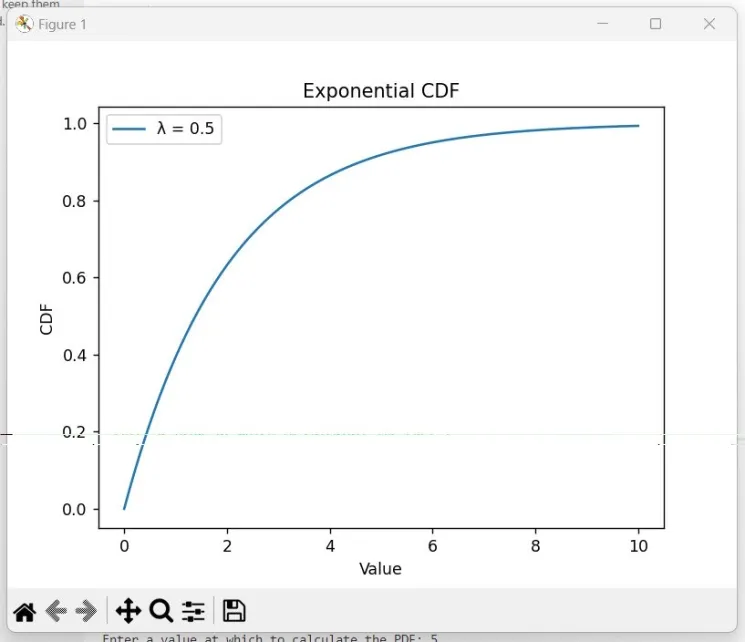 keep them
d.
Figure 1
Exponential CDF
λ = 0.5
1.0
0.8
0.6
0.4
0.2
0.0
CDF
0 2 4 6 8 10
Value
Enter a value at which to calculate the PDF: 5